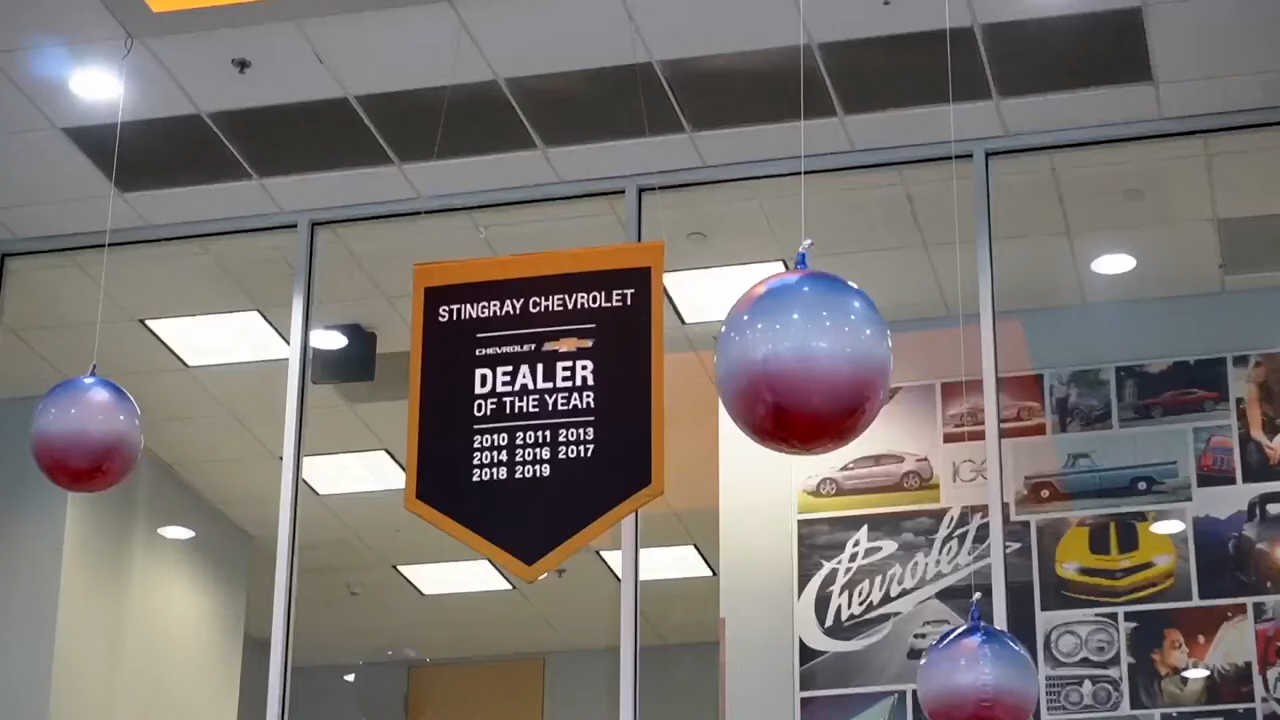 STINGRAY CHEVROLET
CHEVROLET
DEALER
OF THE YEAR
2010 2011 2013
2014 2016 2017
2018 2019
Chevrolet